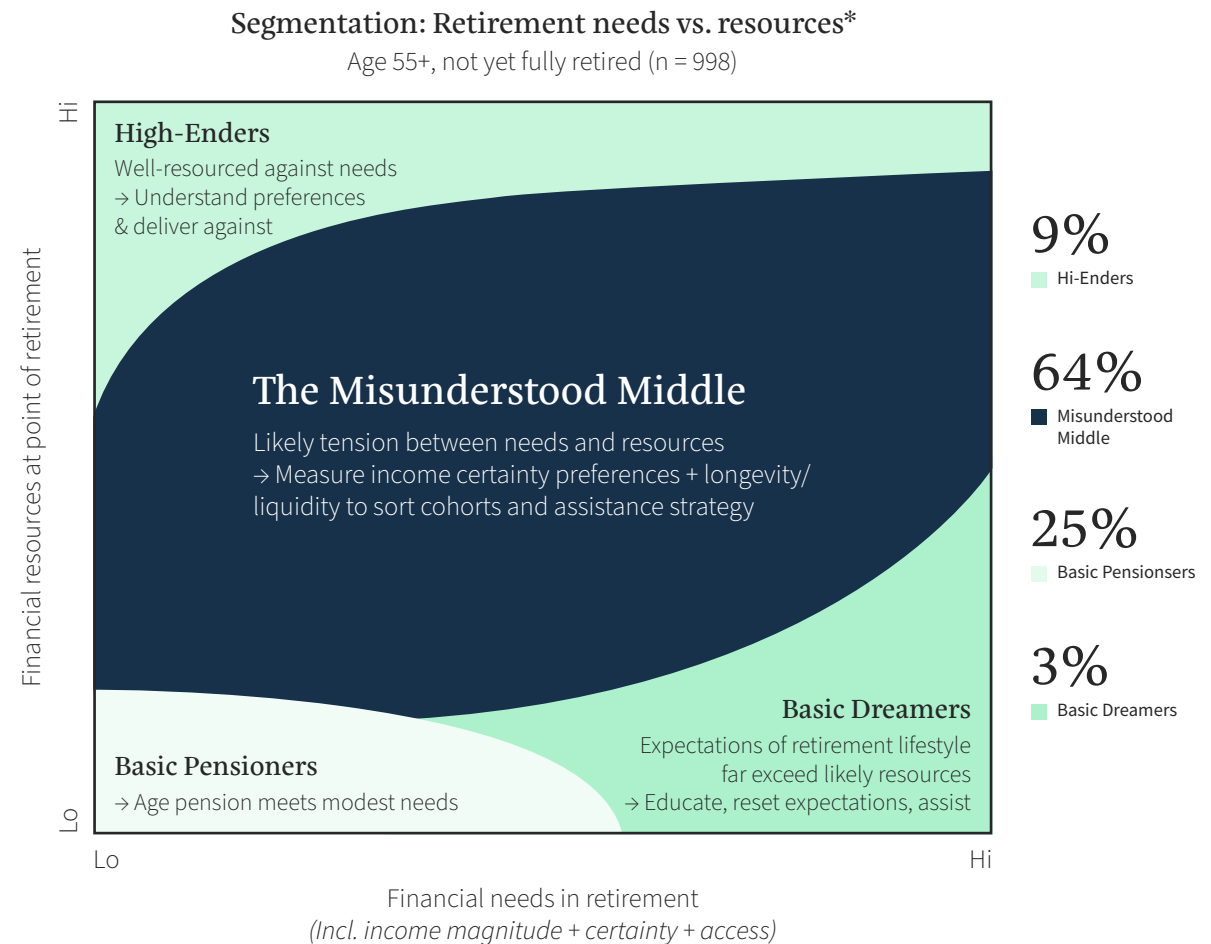 Segmentation: Retirement needs vs. resources*
Age 55+, not yet fully retired (n = 998)
Hi
Financial resources at point of retirement
Lo
High-Enders
Well-resourced against needs
→ Understand preferences
& deliver against
The Misunderstood Middle
Likely tension between needs and resources
→ Measure income certainty preferences + longevity/
liquidity to sort cohorts and assistance strategy
Basic Pensioners
→ Age pension meets modest needs
Basic Dreamers
Expectations of retirement lifestyle
far exceed likely resources
→ Educate, reset expectations, assist
Lo
Hi
Financial needs in retirement
(Incl. income magnitude + certainty + access)
9%
Hi-Enders
64%
Misunderstood
Middle
25%
Basic Pensionsers
3%
Basic Dreamers